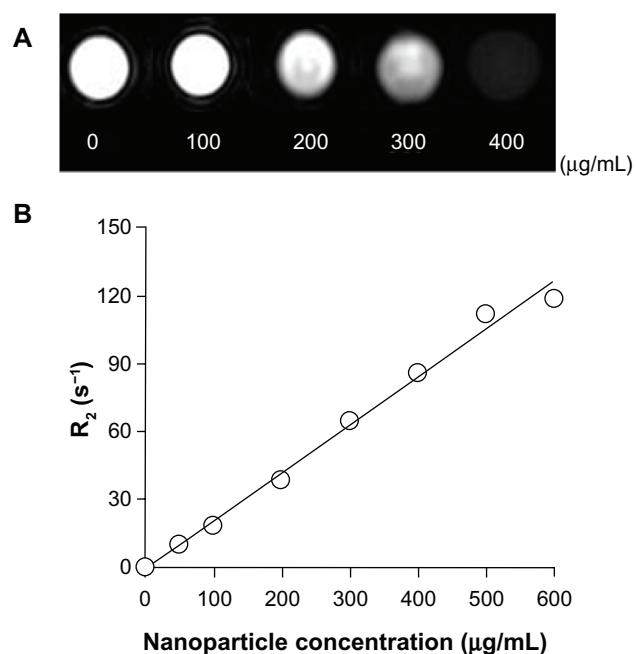 A
0 100 200 300 400
(μg/mL)
B
150
120
90
60
30
0
R₂ (s⁻¹)
0 100 200 300 400 500 600
Nanoparticle concentration (μg/mL)